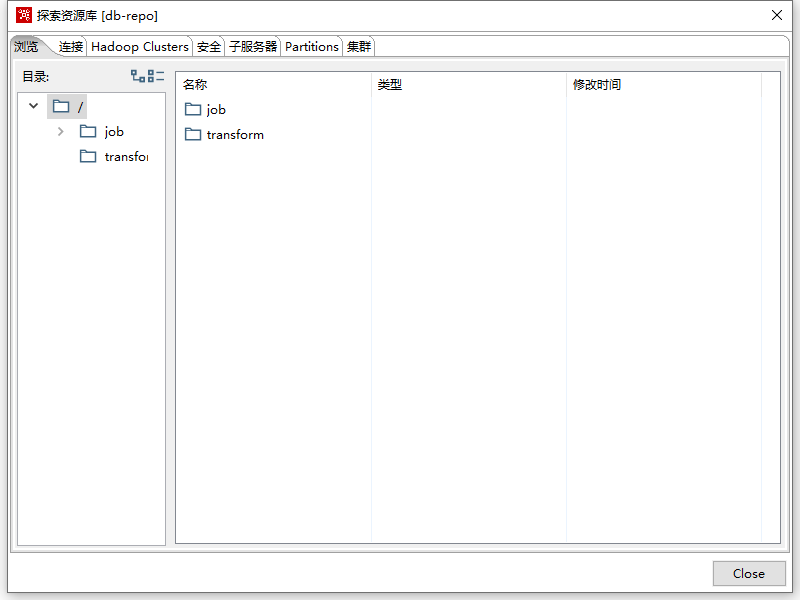 探索资源库 [db-repo]
浏览 连接 Hadoop Clusters 安全 子服务器 Partitions 集群
目录:
/
job
transfor
名称 类型 修改时间
job
transform
Close